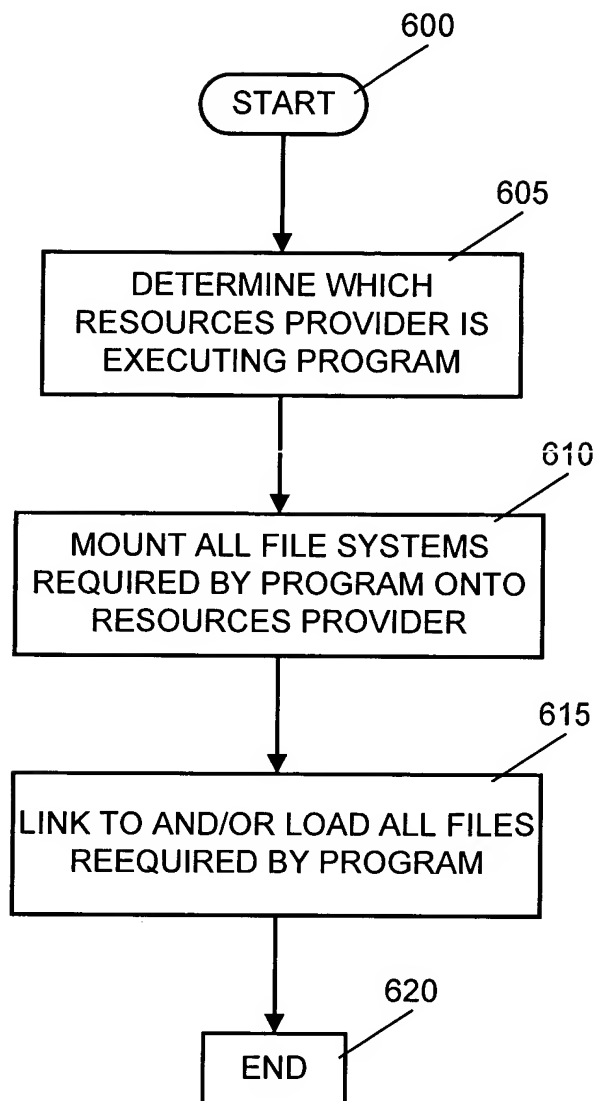 600
START
605
DETERMINE WHICH
RESOURCES PROVIDER IS
EXECUTING PROGRAM
610
MOUNT ALL FILE SYSTEMS
REQUIRED BY PROGRAM ONTO
RESOURCES PROVIDER
615
LINK TO AND/OR LOAD ALL FILES
REEQUIRED BY PROGRAM
620
END